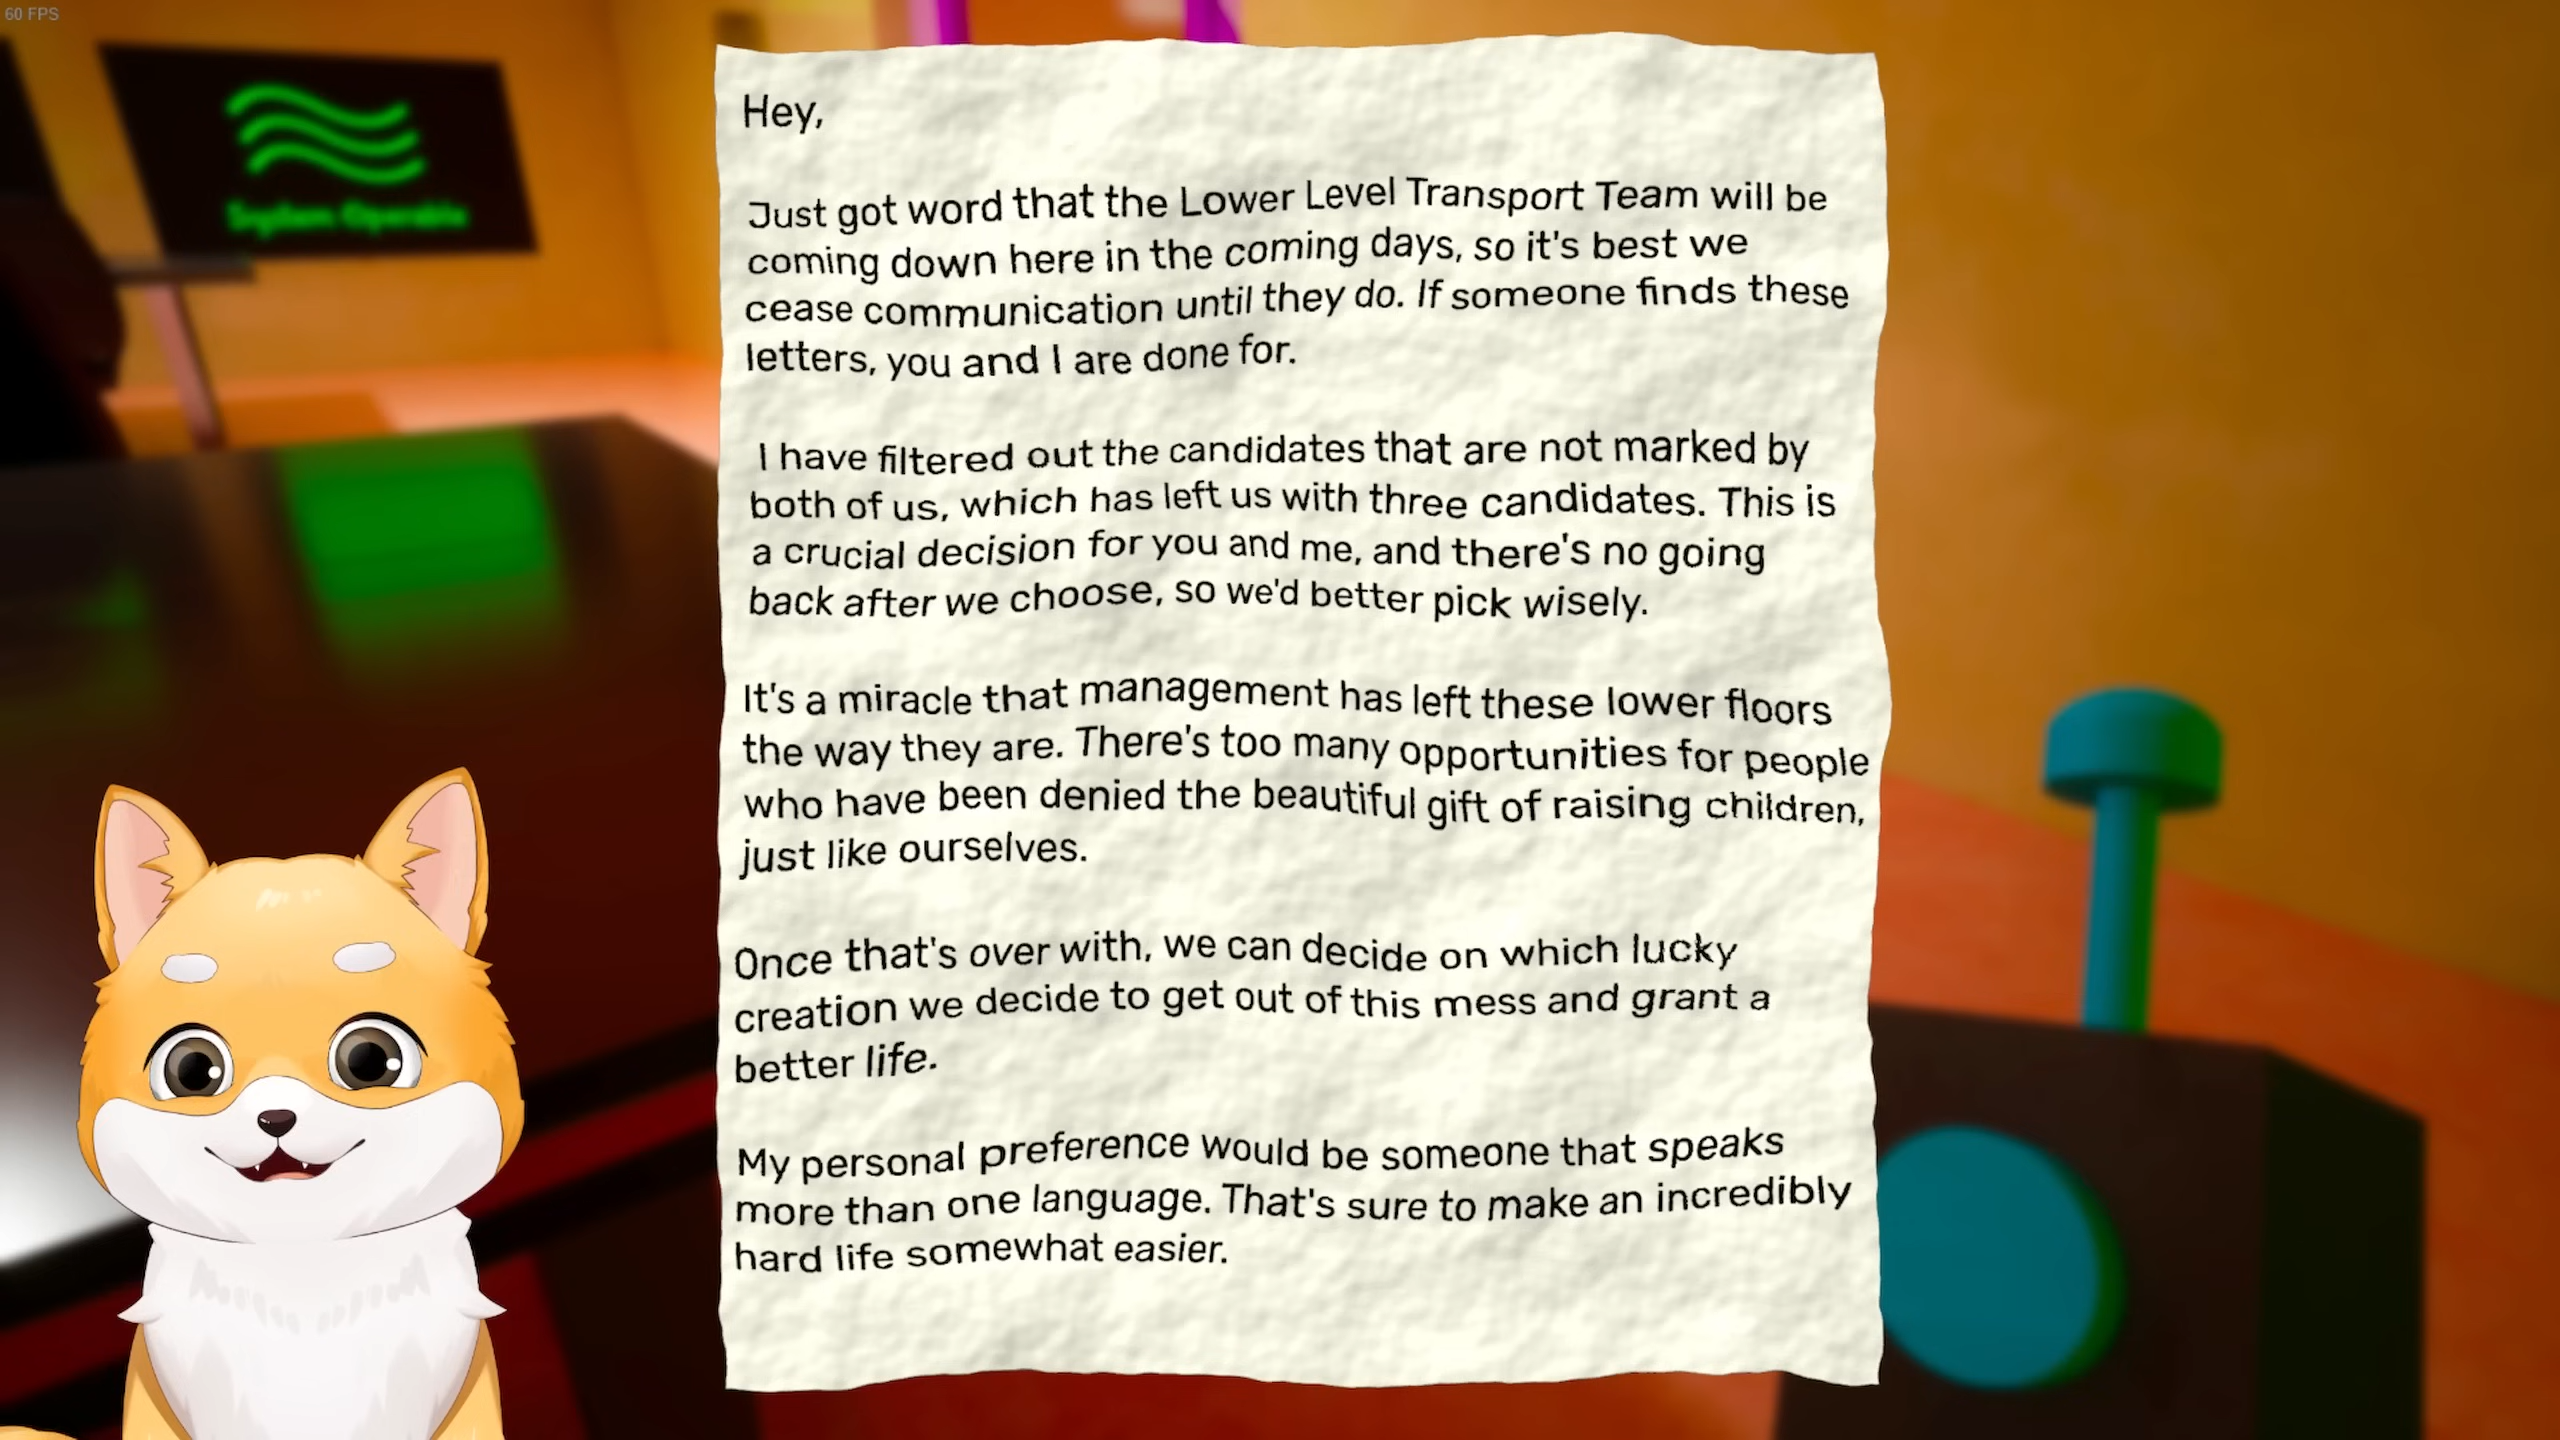 60 FPS
System Operable
Hey,
Just got word that the Lower Level Transport Team will be
coming down here in the coming days, so it's best we
cease communication until they do. If someone finds these
letters, you and I are done for.
I have filtered out the candidates that are not marked by
both of us, which has left us with three candidates. This is
a crucial decision for you and me, and there's no going
back after we choose, so we'd better pick wisely.
It's a miracle that management has left these lower floors
the way they are. There's too many opportunities for people
who have been denied the beautiful gift of raising children,
just like ourselves.
Once that's over with, we can decide on which lucky
creation we decide to get out of this mess and grant a
better life.
My personal preference would be someone that speaks
more than one language. That's sure to make an incredibly
hard life somewhat easier.